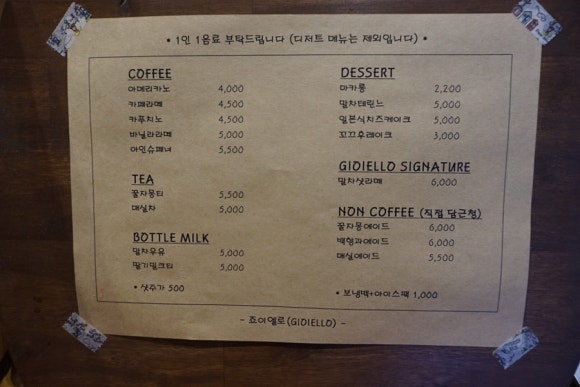 • 1인 1음료 부탁드립니다 (디저트 메뉴는 제외입니다) •
COFFEE
아메리카노 4,000
카페라떼 4,500
카푸치노 4,500
바닐라라떼 5,000
아인슈페너 5,500
TEA
꿀자몽티 5,500
매실차 5,000
BOTTLE MILK
말차우유 5,000
딸기밀크티 5,000
• 샷추가 500
DESSERT
마카롱 2,200
말차테린느 5,000
일본식치즈케이크 5,000
꼬끄후레이크 3,000
GIOIELLO SIGNATURE
말차샷라떼 6,000
NON COFFEE (직접 담근청)
꿀자몽에이드 6,000
백향과에이드 6,000
매실에이드 5,500
• 보냉팩+아이스팩 1,000
- 죠이엘로(GIOIELLO) -